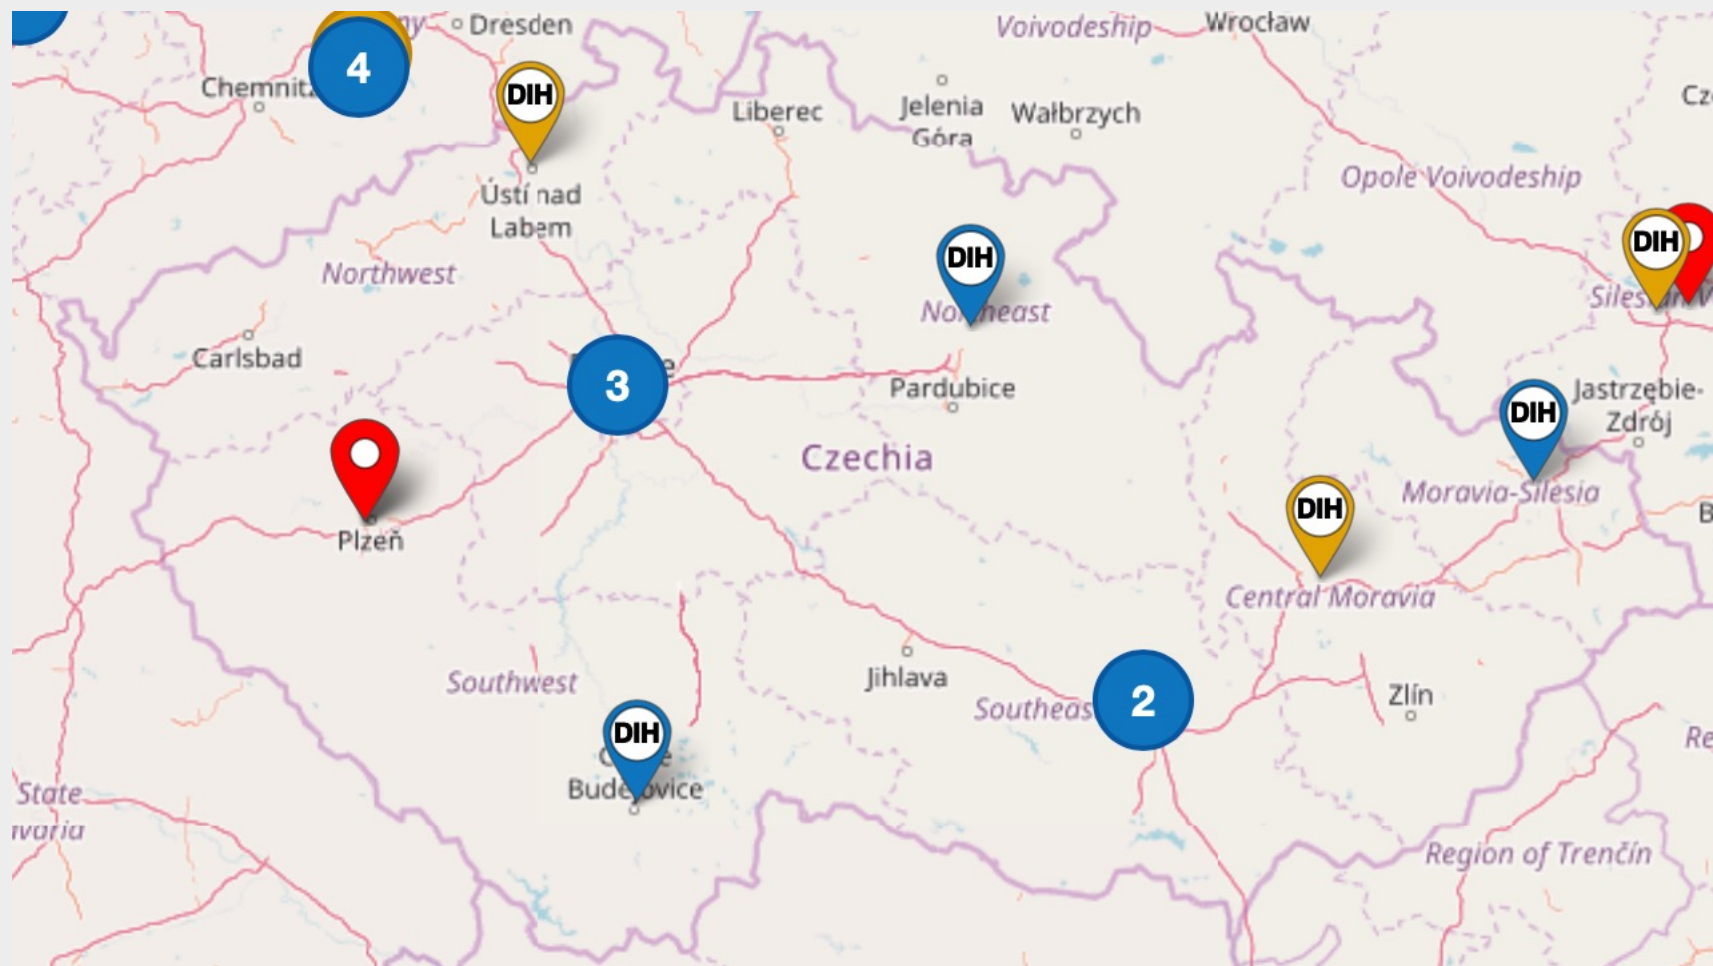 Dresden
Voivodeship
Wrocław
4
Chemnitz
DIH
Liberec
Jelenia
Góra
Wałbrzych
Ústí nad
Labem
Opole Voivodeship
Northwest
DIH
Northeast
DIH
Carlsbad
3
Pardubice
DIH
Jastrzębie-
Zdrój
Czechia
Moravia-Silesia
DIH
Plzeň
Central Moravia
Southwest
Jihlava
2
Zlín
DIH
Budějovice
State
Region of Trenčín